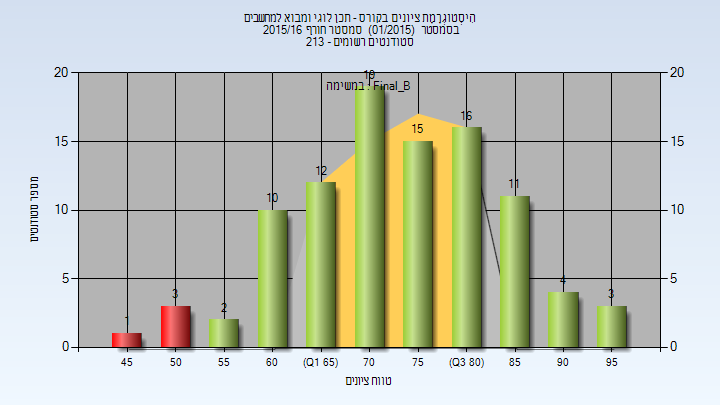 היסטוגרמת ציונים בקורס - תכן לוגי ומבוא למחשבים
בסמסטר (01/2015) סמסטר חורף 2015/16
סטודנטים רשומים - 213
במשימה : Final_B
20 20
15 15
10 10
5 5
0 0
מספר סטודנטים
1 3 2 10 12 19 15 16 11 4 3
45 50 55 60 (Q1 65) 70 75 (Q3 80) 85 90 95
טווח ציונים